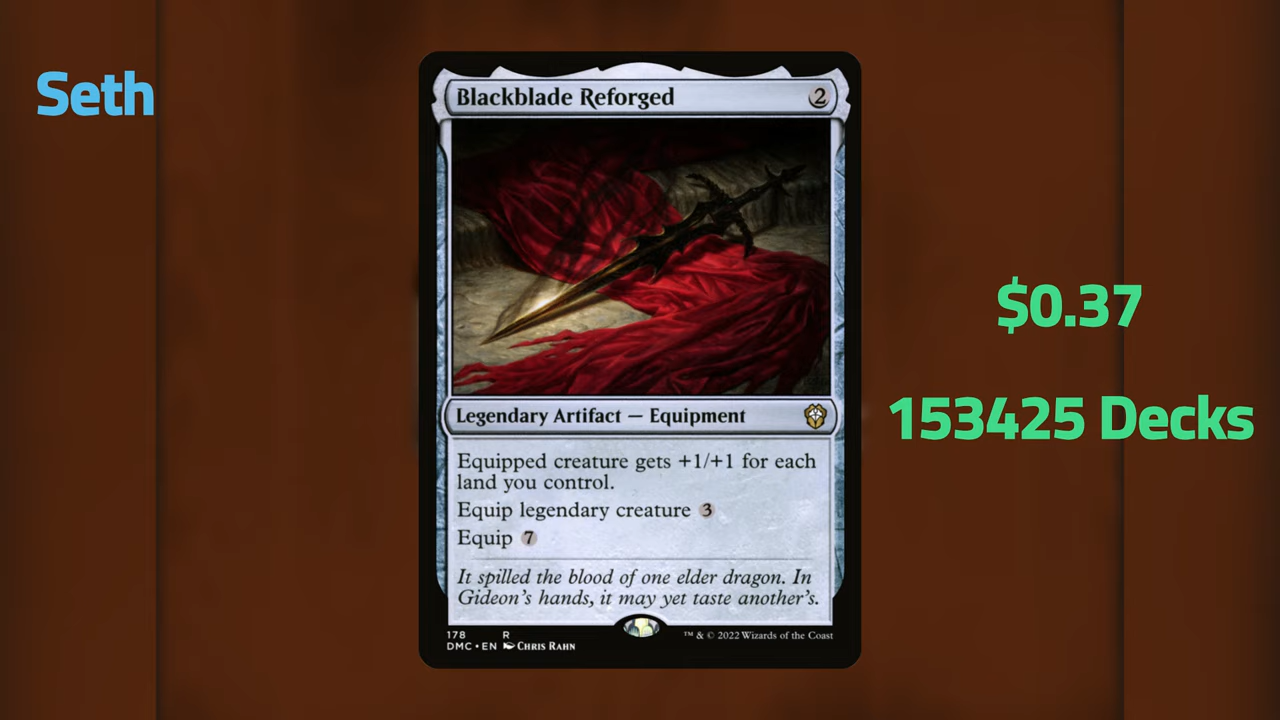 Seth
Blackblade Reforged 2
$0.37
153425 Decks
Legendary Artifact — Equipment
Equipped creature gets +1/+1 for each
land you control.
Equip legendary creature 3
Equip 7
It spilled the blood of one elder dragon. In
Gideon's hands, it may yet taste another's.
178 R
DMC • EN Chris Rahn
™ & © 2022 Wizards of the Coast